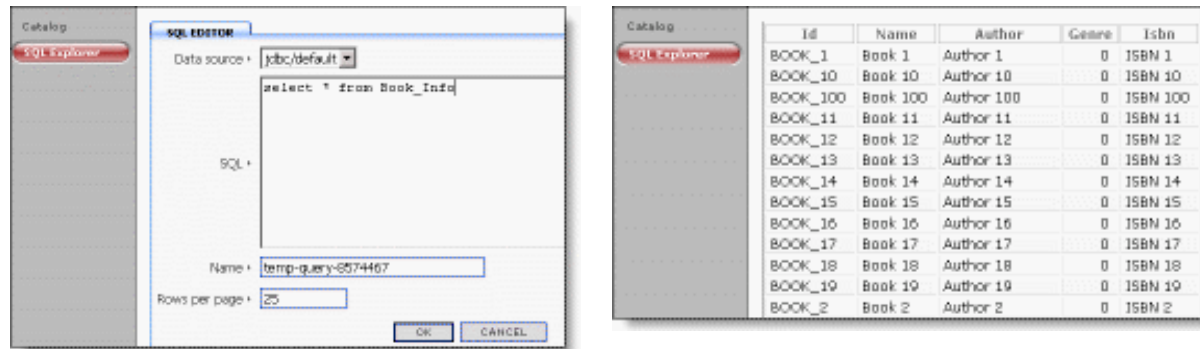 Catalog
SQL Explorer
SQL EDITOR
Data source
jdbc/default
select * from Book_Info
SQL
Name
temp-query-8574467
Rows per page
25
OK CANCEL
Catalog
SQL Explorer
Id Name Author Genre Isbn
BOOK_1 Book 1 Author 1 0 ISBN 1
BOOK_10 Book 10 Author 10 0 ISBN 10
BOOK_100 Book 100 Author 100 0 ISBN 100
BOOK_11 Book 11 Author 11 0 ISBN 11
BOOK_12 Book 12 Author 12 0 ISBN 12
BOOK_13 Book 13 Author 13 0 ISBN 13
BOOK_14 Book 14 Author 14 0 ISBN 14
BOOK_15 Book 15 Author 15 0 ISBN 15
BOOK_16 Book 16 Author 16 0 ISBN 16
BOOK_17 Book 17 Author 17 0 ISBN 17
BOOK_18 Book 18 Author 18 0 ISBN 18
BOOK_19 Book 19 Author 19 0 ISBN 19
BOOK_2 Book 2 Author 2 0 ISBN 2